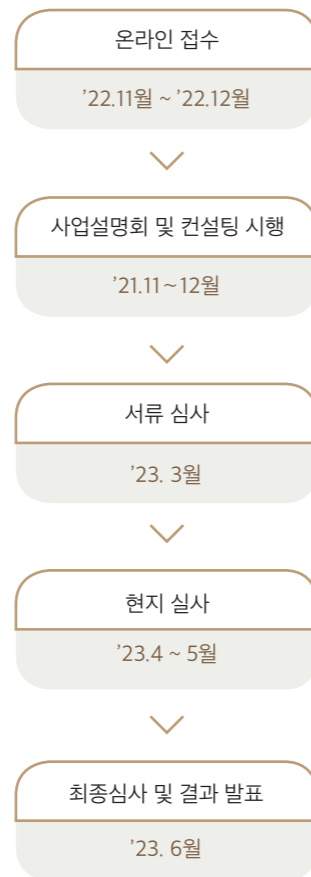 온라인 접수
’22.11월 ~ ’22.12월
사업설명회 및 컨설팅 시행
’21.11~12월
서류 심사
’23. 3월
현지 실사
’23.4 ~ 5월
최종심사 및 결과 발표
’23. 6월